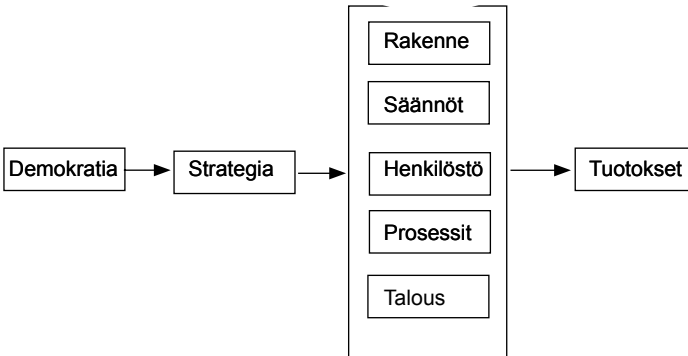 Rakenne
Säännöt
Demokratia
Strategia
Henkilöstö
Tuotokset
Prosessit
Talous